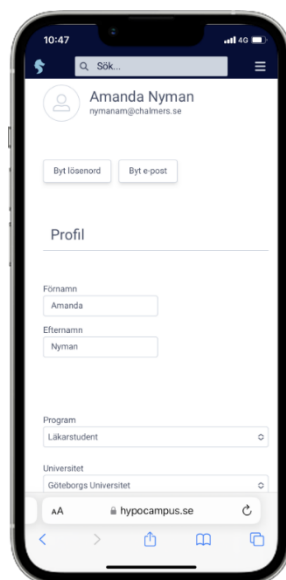 10:47
4G
Sök...
Amanda Nyman
nymanam@chalmers.se
Byt lösenord Byt e-post
Profil
Förnamn
Amanda
Efternamn
Nyman
Program
Läkarstudent
Universitet
Göteborgs Universitet
AA hypocampus.se